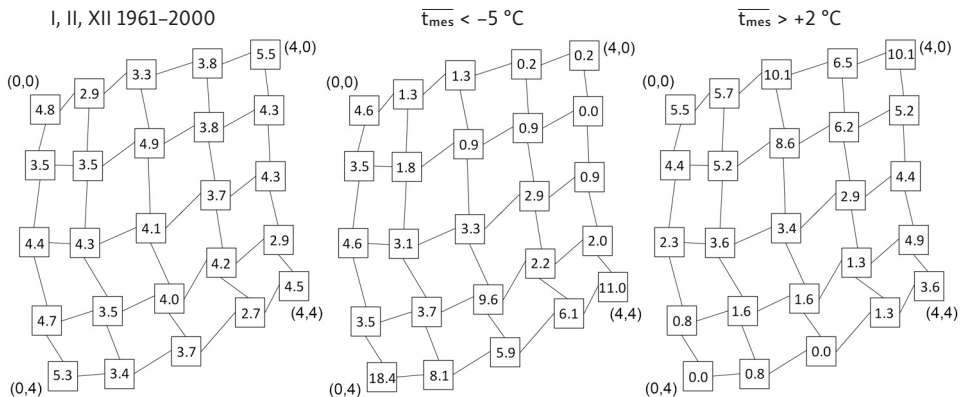 I, II, XII 1961–2000
(0,0)
(4,0)
4.8 2.9 3.3 3.8 5.5
3.5 3.5 4.9 3.8 4.3
4.4 4.3 4.1 3.7 4.3
4.7 3.5 4.0 4.2 2.9
5.3 3.4 3.7 2.7 4.5
(0,4)
(4,4)
t_mes < −5 °C
(0,0)
(4,0)
4.6 1.3 1.3 0.2 0.2
3.5 1.8 0.9 0.9 0.0
4.6 3.1 3.3 2.9 0.9
3.5 3.7 9.6 2.2 2.0
18.4 8.1 5.9 6.1 11.0
(0,4)
(4,4)
t_mes > +2 °C
(0,0)
(4,0)
5.5 5.7 10.1 6.5 10.1
4.4 5.2 8.6 6.2 5.2
2.3 3.6 3.4 2.9 4.4
0.8 1.6 1.6 1.3 4.9
0.0 0.8 0.0 1.3 3.6
(0,4)
(4,4)